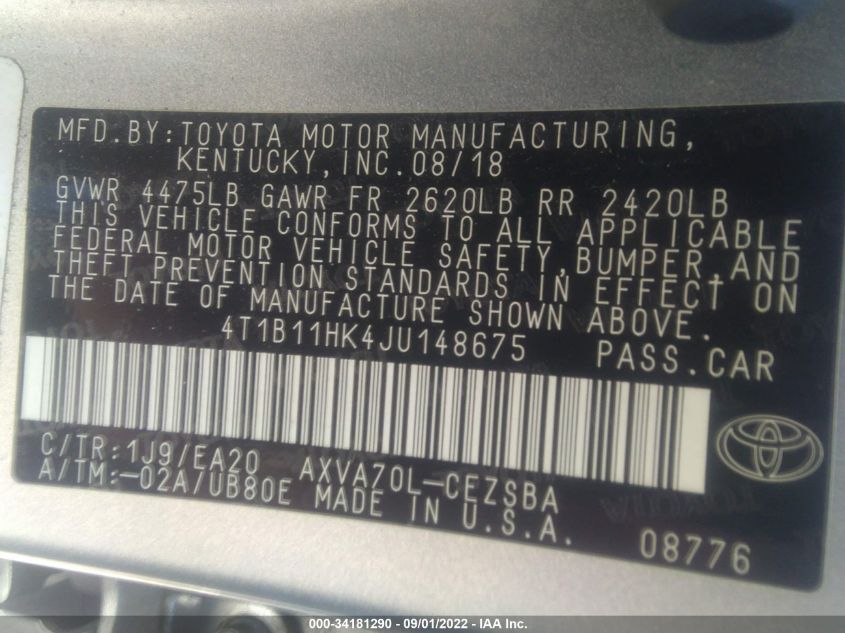 MFD.BY:TOYOTA MOTOR MANUFACTURING,
KENTUCKY,INC.08/18
GVWR 4475LB GAWR FR 2620LB RR 2420LB
THIS VEHICLE CONFORMS TO ALL APPLICABLE
FEDERAL MOTOR VEHICLE SAFETY,BUMPER,AND
THEFT PREVENTION STANDARDS IN EFFECT ON
THE DATE OF MANUFACTURE SHOWN ABOVE.
4T1B11HK4JU148675 PASS.CAR
C/TR:1J9/EA20 AXVA70L-CEZSBA
A/TM:-02A/UB80E MADE IN U.S.A.
08776
000-34181290 - 09/01/2022 - IAA Inc.